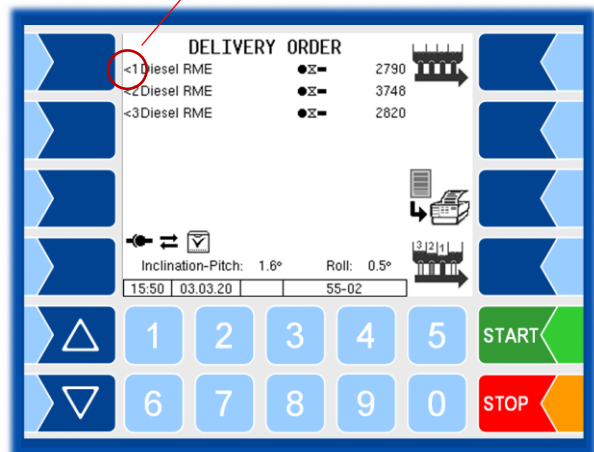 DELIVERY ORDER
<1Diesel RME 2790
<2Diesel RME 3748
<3Diesel RME 2820
3 2 1
Inclination-Pitch: 1.6° Roll: 0.5°
15:50 03.03.20 55-02
1 2 3 4 5 START
6 7 8 9 0 STOP